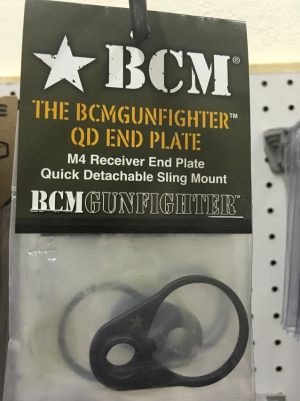 BCM®
THE BCMGUNFIGHTER™
QD END PLATE
M4 Receiver End Plate
Quick Detachable Sling Mount
BCMGUNFIGHTER™